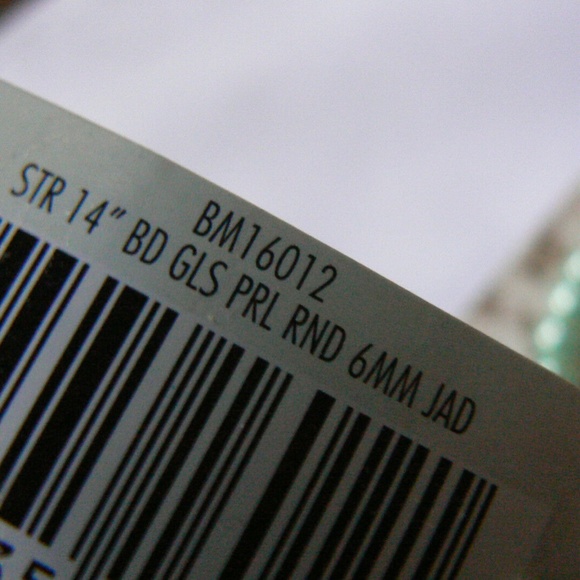 BM16012
STR 14" BD GLS PRL RND 6MM JAD